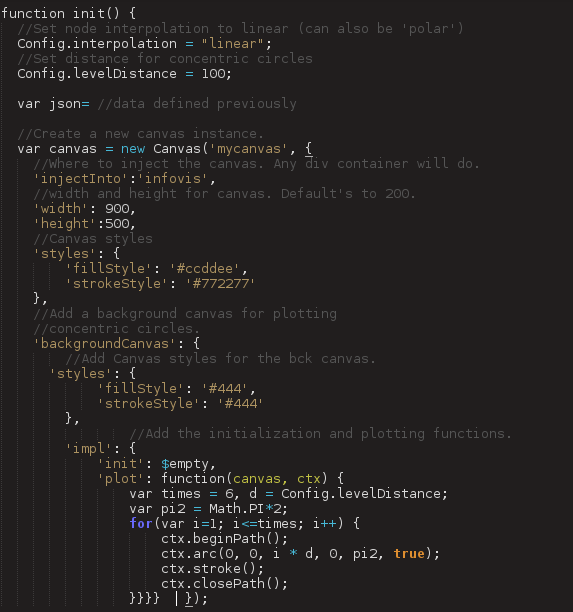 function init() {
  //Set node interpolation to linear (can also be 'polar')
  Config.interpolation = "linear";
  //Set distance for concentric circles
  Config.levelDistance = 100;
  var json= //data defined previously
  //Create a new canvas instance.
  var canvas = new Canvas('mycanvas', {
    //Where to inject the canvas. Any div container will do.
    'injectInto':'infovis',
    //width and height for canvas. Default's to 200.
    'width': 900,
    'height':500,
    //Canvas styles
    'styles': {
        'fillStyle': '#ccddee',
        'strokeStyle': '#772277'
    },
    //Add a background canvas for plotting
    //concentric circles.
    'backgroundCanvas': {
        //Add Canvas styles for the bck canvas.
      'styles': {
            'fillStyle': '#444',
            'strokeStyle': '#444'
        },
                //Add the initialization and plotting functions.
        'impl': {
            'init': $empty,
            'plot': function(canvas, ctx) {
                var times = 6, d = Config.levelDistance;
                var pi2 = Math.PI*2;
                for(var i=1; i<=times; i++) {
                    ctx.beginPath();
                    ctx.arc(0, 0, i * d, 0, pi2, true);
                    ctx.stroke();
                    ctx.closePath();
                }}}}   });